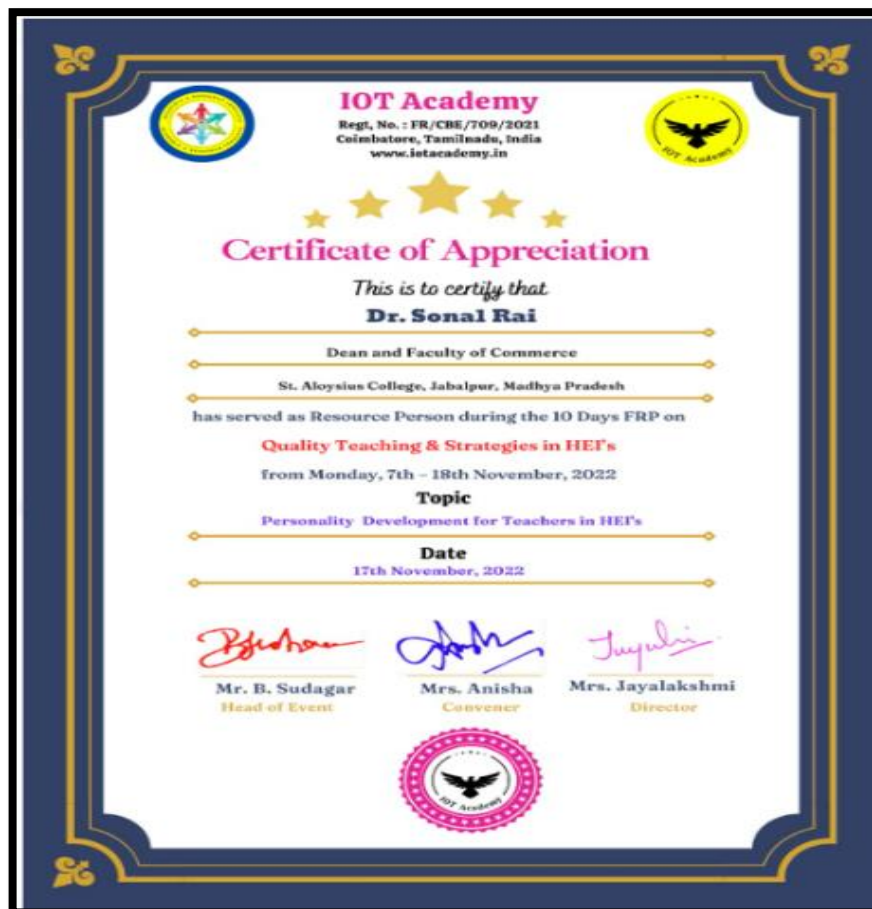 IOT Academy
Regt, No. : FR/CBE/709/2021
Coimbatore, Tamilnadu, India
www.iotacademy.in
IOT Academy
Certificate of Appreciation
This is to certify that
Dr. Sonal Rai
Dean and Faculty of Commerce
St. Aloysius College, Jabalpur, Madhya Pradesh
has served as Resource Person during the 10 Days FRP on
Quality Teaching & Strategies in HEI's
from Monday, 7th - 18th November, 2022
Topic
Personality Development for Teachers in HEI's
Date
17th November, 2022
Mr. B. Sudagar
Head of Event
Mrs. Anisha
Convener
Mrs. Jayalakshmi
Director
IOT Academy